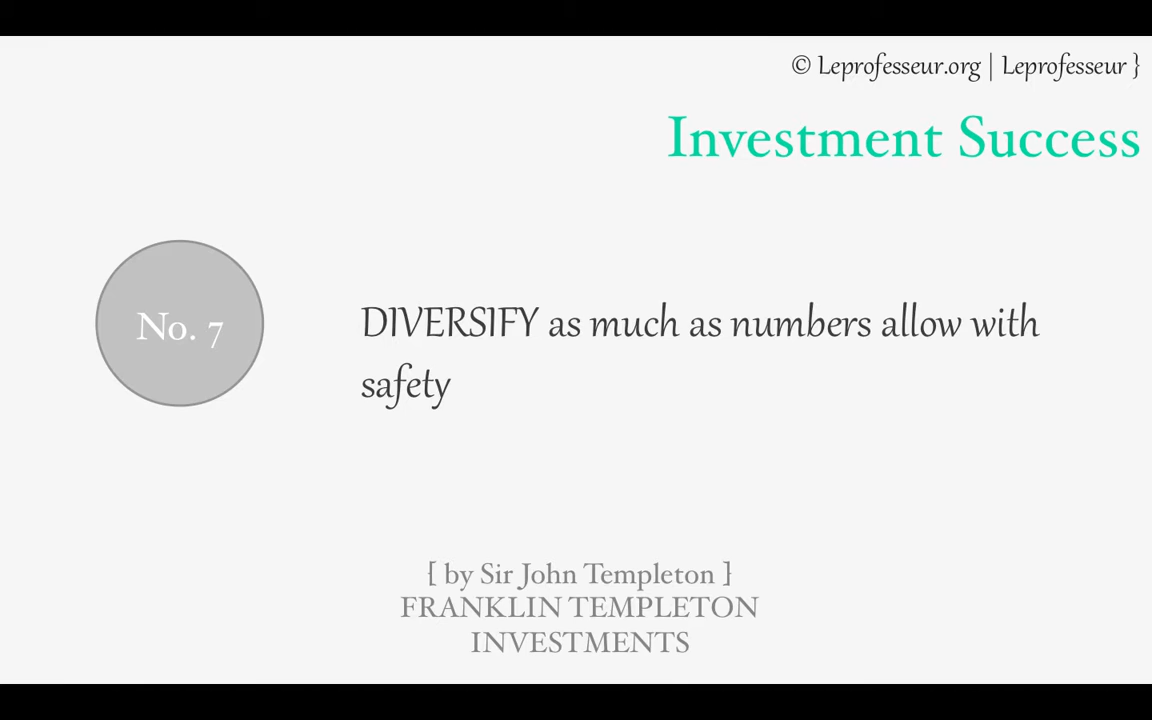 © Leprofesseur.org | Leprofesseur }
Investment Success
No. 7
DIVERSIFY as much as numbers allow with
safety
{ by Sir John Templeton }
FRANKLIN TEMPLETON
INVESTMENTS